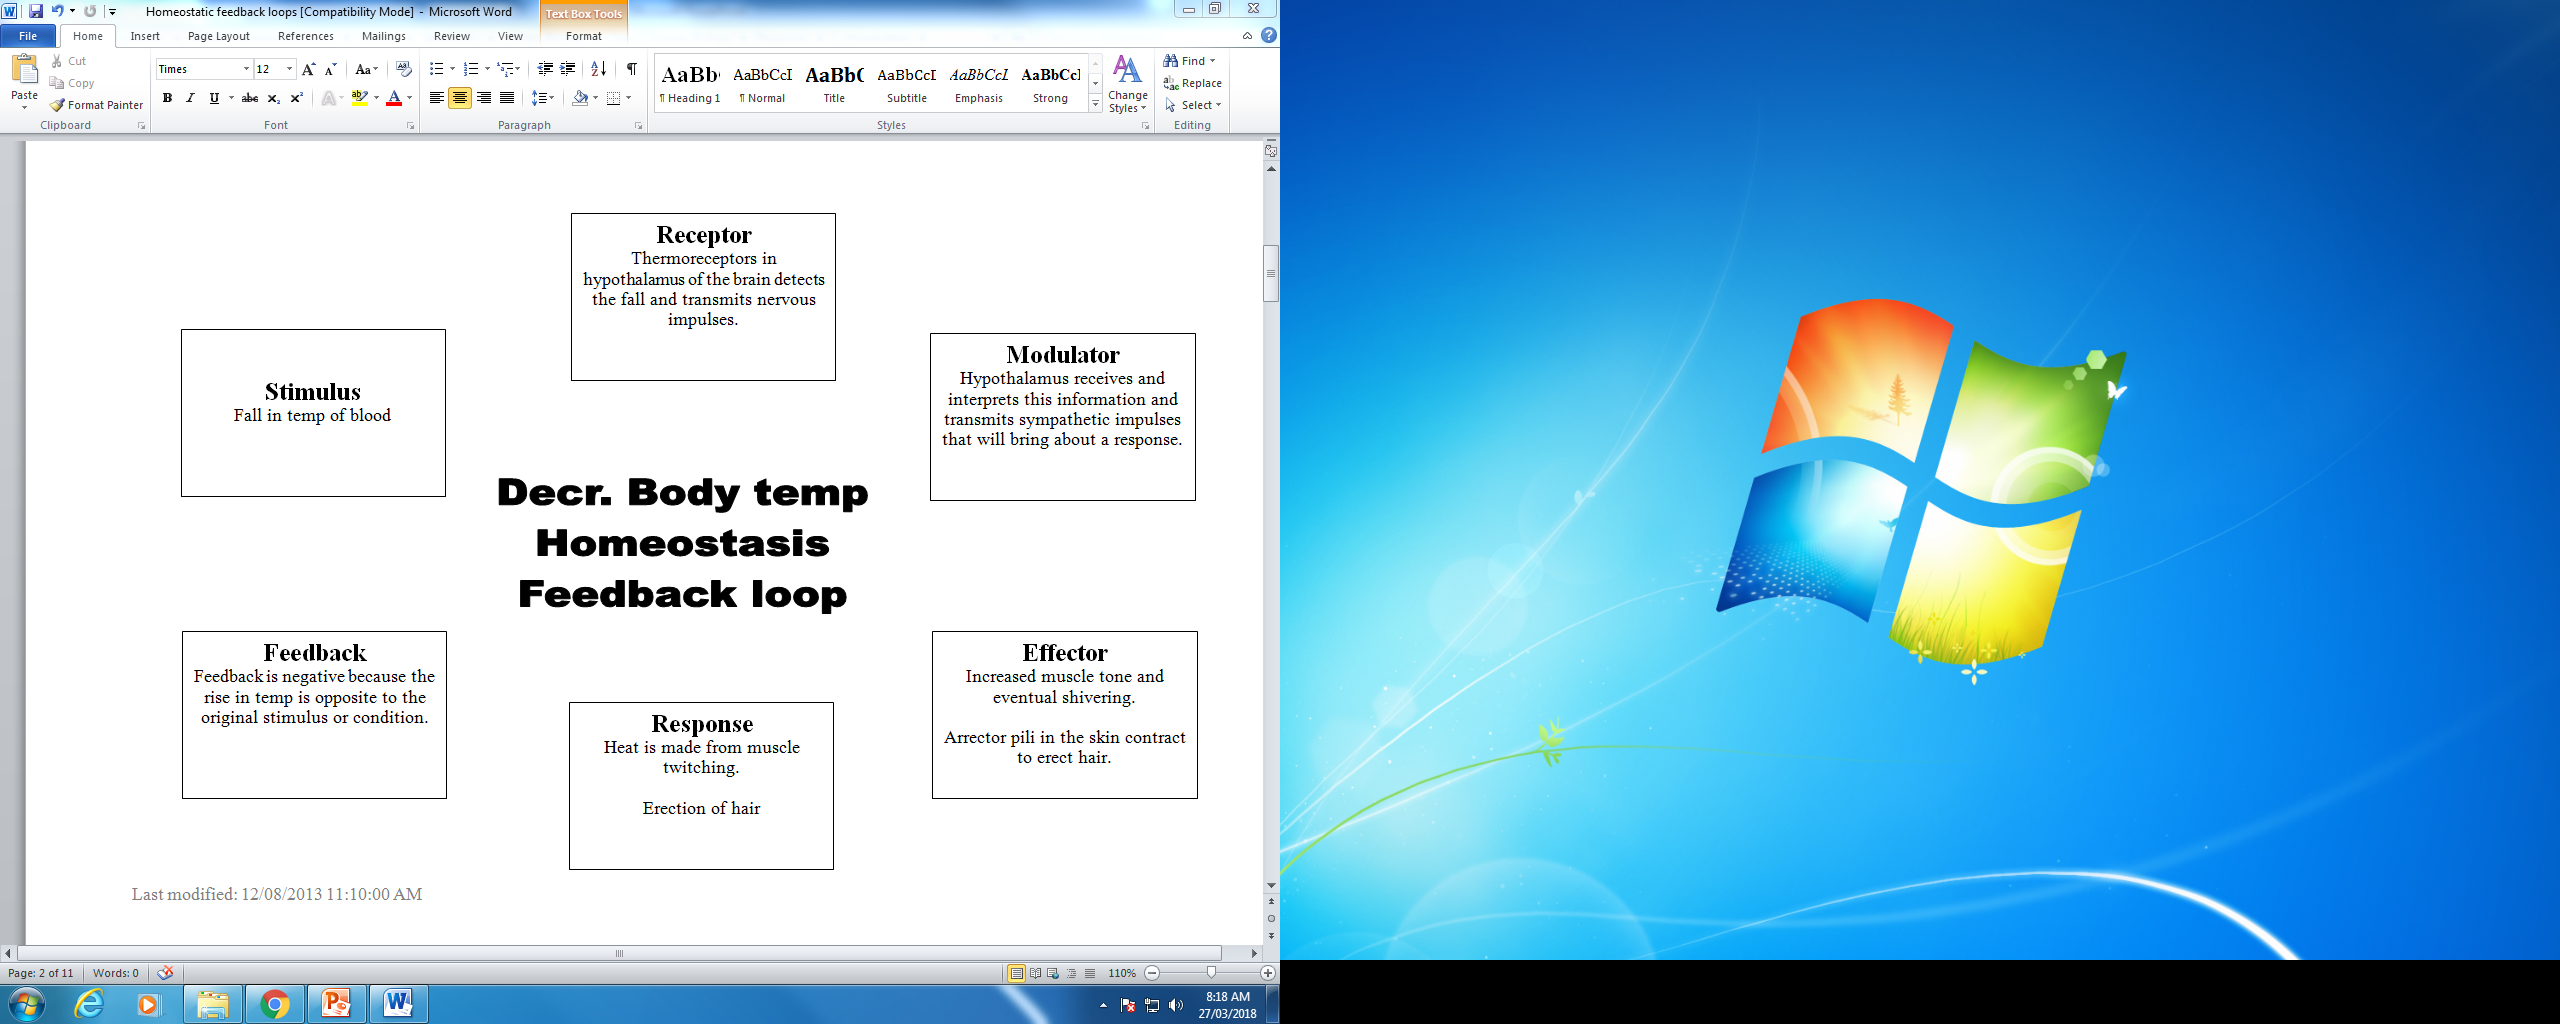 Homeostatic feedback loops [Compatibility Mode] - Microsoft Word
Text Box Tools
File Home Insert Page Layout References Mailings Review View Format
Paste
Cut
Copy
Format Painter
Clipboard
Times 12
Font
Paragraph
AaBb AaBbCcI AaBb( AaBbCcI AaBbCcL AaBbCcI
¶ Heading 1 ¶ Normal Title Subtitle Emphasis Strong
Change
Styles
Styles
Find
Replace
Select
Editing
Receptor
Thermoreceptors in
hypothalamus of the brain detects
the fall and transmits nervous
impulses.
Stimulus
Fall in temp of blood
Modulator
Hypothalamus receives and
interprets this information and
transmits sympathetic impulses
that will bring about a response.
Decr. Body temp
Homeostasis
Feedback loop
Feedback
Feedback is negative because the
rise in temp is opposite to the
original stimulus or condition.
Response
Heat is made from muscle
twitching.
Erection of hair
Effector
Increased muscle tone and
eventual shivering.
Arrector pili in the skin contract
to erect hair.
Last modified: 12/08/2013 11:10:00 AM
Page: 2 of 11 Words: 0 110%
8:18 AM
27/03/2018